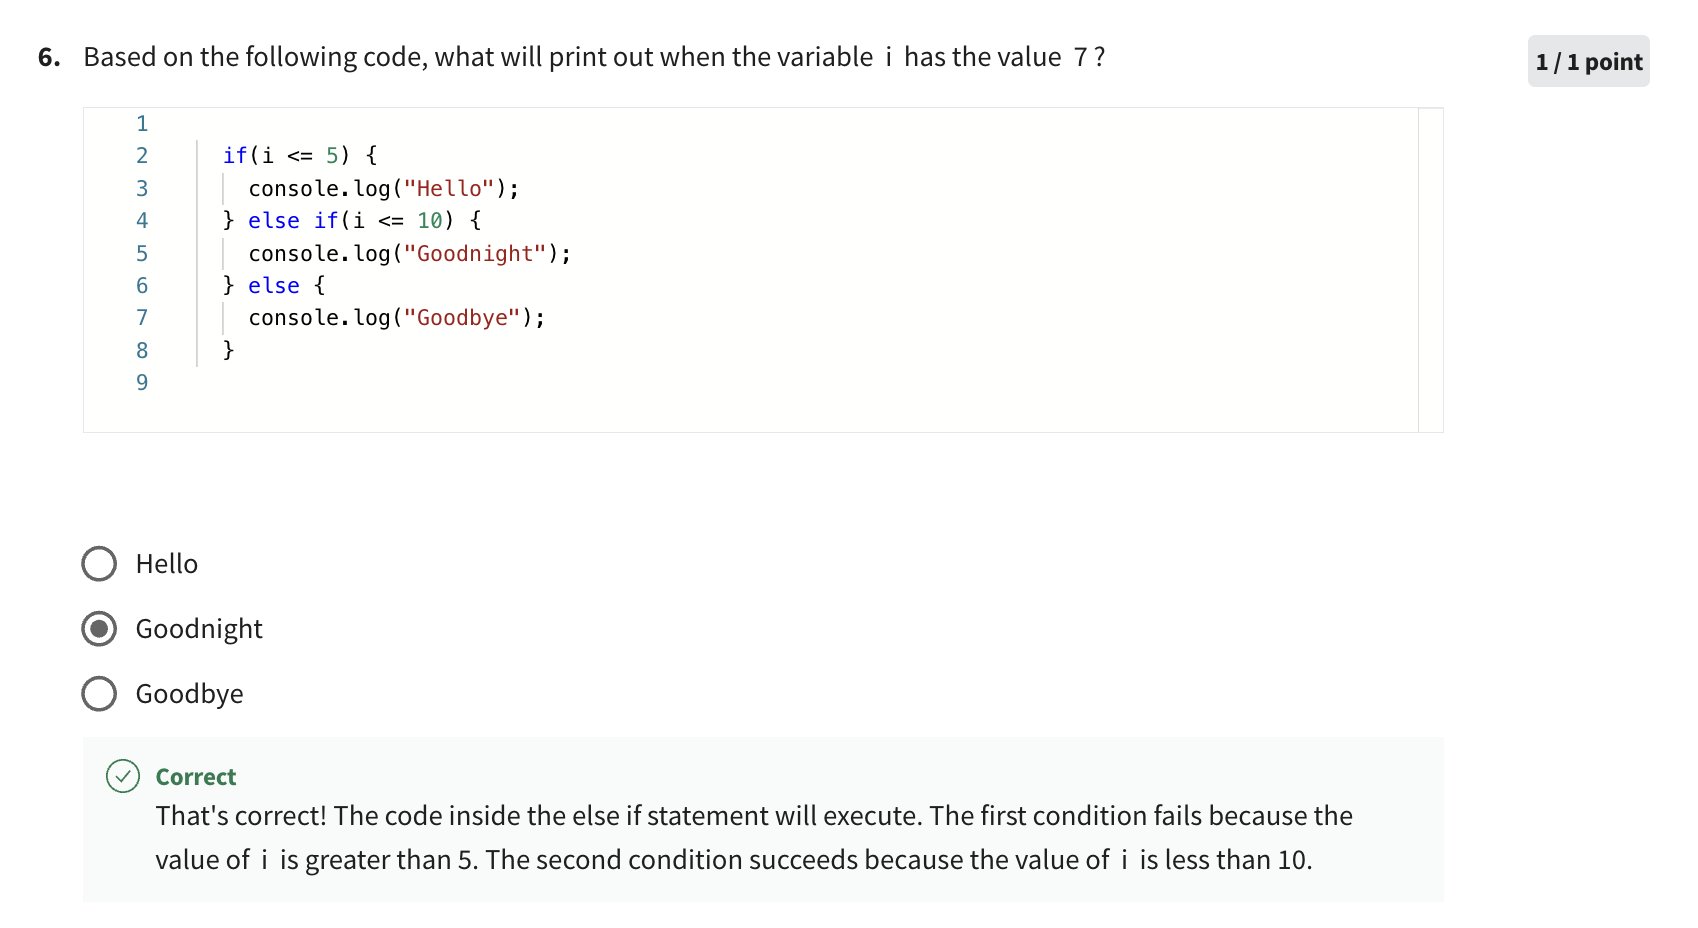 6. Based on the following code, what will print out when the variable i has the value 7?
1 / 1 point
1
2 if(i <= 5) {
3 console.log("Hello");
4 } else if(i <= 10) {
5 console.log("Goodnight");
6 } else {
7 console.log("Goodbye");
8 }
9
Hello
Goodnight
Goodbye
Correct
That's correct! The code inside the else if statement will execute. The first condition fails because the
value of i is greater than 5. The second condition succeeds because the value of i is less than 10.